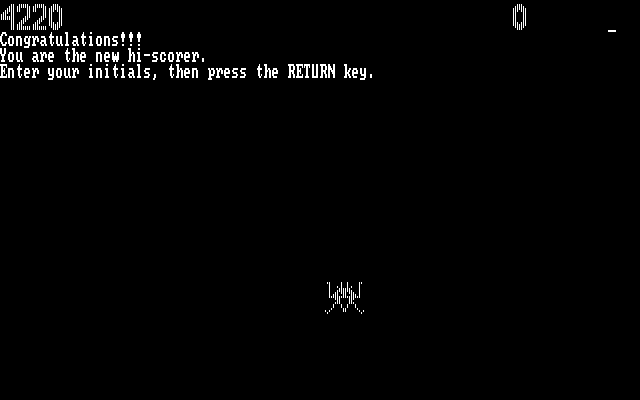 4220 0
Congratulations!!!
You are the new hi-scorer.
Enter your initials, then press the RETURN key.